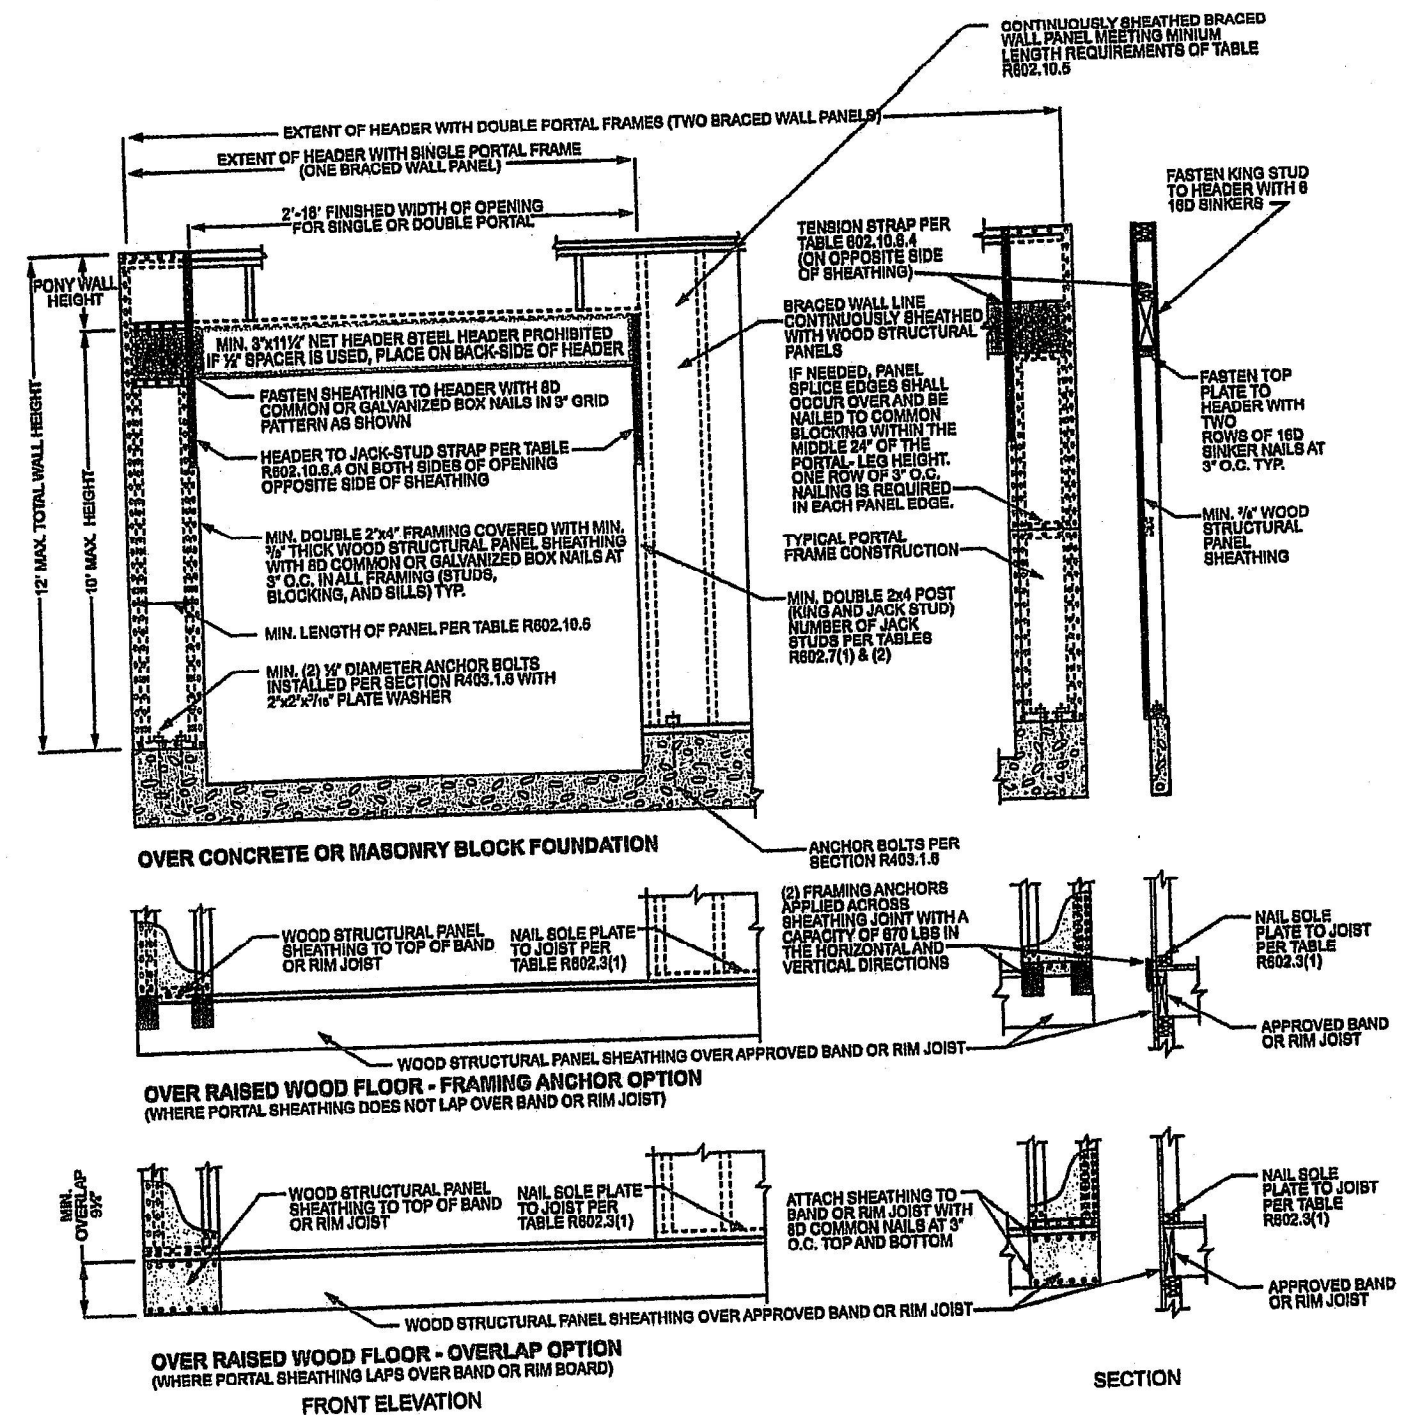 CONTINUOUSLY SHEATHED BRACED
WALL PANEL MEETING MINIUM
LENGTH REQUIREMENTS OF TABLE
R602.10.5
EXTENT OF HEADER WITH DOUBLE PORTAL FRAMES (TWO BRACED WALL PANELS)
EXTENT OF HEADER WITH SINGLE PORTAL FRAME
(ONE BRACED WALL PANEL)
2'-18' FINISHED WIDTH OF OPENING
FOR SINGLE OR DOUBLE PORTAL
FASTEN KING STUD
TO HEADER WITH 6
16D SINKERS
TENSION STRAP PER
TABLE 602.10.6.4
(ON OPPOSITE SIDE
OF SHEATHING)
PONY WALL
HEIGHT
BRACED WALL LINE
CONTINUOUSLY SHEATHED
WITH WOOD STRUCTURAL
PANELS
MIN. 3"x11¼" NET HEADER STEEL HEADER PROHIBITED
IF ½" SPACER IS USED, PLACE ON BACK-SIDE OF HEADER
FASTEN SHEATHING TO HEADER WITH 8D
COMMON OR GALVANIZED BOX NAILS IN 3" GRID
PATTERN AS SHOWN
IF NEEDED, PANEL
SPLICE EDGES SHALL
OCCUR OVER AND BE
NAILED TO COMMON
BLOCKING WITHIN THE
MIDDLE 24" OF THE
PORTAL- LEG HEIGHT.
ONE ROW OF 3" O.C.
NAILING IS REQUIRED
IN EACH PANEL EDGE.
FASTEN TOP
PLATE TO
HEADER WITH
TWO
ROWS OF 16D
SINKER NAILS AT
3" O.C. TYP.
12' MAX. TOTAL WALL HEIGHT
10' MAX. HEIGHT
HEADER TO JACK-STUD STRAP PER TABLE
R602.10.6.4 ON BOTH SIDES OF OPENING
OPPOSITE SIDE OF SHEATHING
MIN. ⅜" WOOD
STRUCTURAL
PANEL
SHEATHING
MIN. DOUBLE 2"x4" FRAMING COVERED WITH MIN.
⅜" THICK WOOD STRUCTURAL PANEL SHEATHING
WITH 8D COMMON OR GALVANIZED BOX NAILS AT
3" O.C. IN ALL FRAMING (STUDS,
BLOCKING, AND SILLS) TYP.
TYPICAL PORTAL
FRAME CONSTRUCTION
MIN. DOUBLE 2x4 POST
(KING AND JACK STUD)
NUMBER OF JACK
STUDS PER TABLES
R602.7(1) & (2)
MIN. LENGTH OF PANEL PER TABLE R602.10.5
MIN. (2) ½" DIAMETER ANCHOR BOLTS
INSTALLED PER SECTION R403.1.6 WITH
2"x2"x³⁄₁₆" PLATE WASHER
OVER CONCRETE OR MASONRY BLOCK FOUNDATION
ANCHOR BOLTS PER
SECTION R403.1.6
WOOD STRUCTURAL PANEL
SHEATHING TO TOP OF BAND
OR RIM JOIST
NAIL SOLE PLATE
TO JOIST PER
TABLE R602.3(1)
(2) FRAMING ANCHORS
APPLIED ACROSS
SHEATHING JOINT WITH A
CAPACITY OF 670 LBS IN
THE HORIZONTAL AND
VERTICAL DIRECTIONS
NAIL SOLE
PLATE TO JOIST
PER TABLE
R602.3(1)
APPROVED BAND
OR RIM JOIST
WOOD STRUCTURAL PANEL SHEATHING OVER APPROVED BAND OR RIM JOIST
OVER RAISED WOOD FLOOR - FRAMING ANCHOR OPTION
(WHERE PORTAL SHEATHING DOES NOT LAP OVER BAND OR RIM JOIST)
MIN.
OVERLAP
9½"
WOOD STRUCTURAL PANEL
SHEATHING TO TOP OF BAND
OR RIM JOIST
NAIL SOLE PLATE
TO JOIST PER
TABLE R602.3(1)
ATTACH SHEATHING TO
BAND OR RIM JOIST WITH
8D COMMON NAILS AT 3"
O.C. TOP AND BOTTOM
NAIL SOLE
PLATE TO JOIST
PER TABLE
R602.3(1)
APPROVED BAND
OR RIM JOIST
WOOD STRUCTURAL PANEL SHEATHING OVER APPROVED BAND OR RIM JOIST
OVER RAISED WOOD FLOOR - OVERLAP OPTION
(WHERE PORTAL SHEATHING LAPS OVER BAND OR RIM BOARD)
FRONT ELEVATION
SECTION